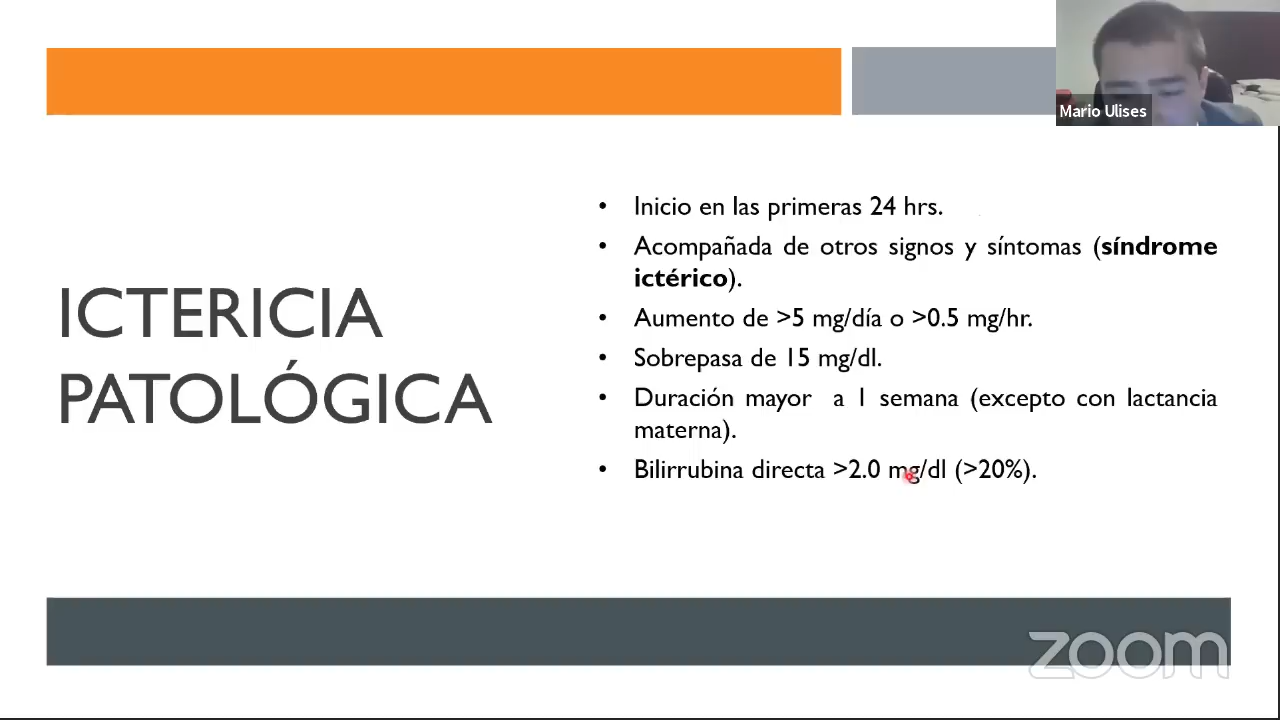 Mario Ulises
ICTERICIA
PATOLÓGICA
• Inicio en las primeras 24 hrs.
• Acompañada de otros signos y síntomas (síndrome
ictérico).
• Aumento de >5 mg/día o >0.5 mg/hr.
• Sobrepasa de 15 mg/dl.
• Duración mayor a 1 semana (excepto con lactancia
materna).
• Bilirrubina directa >2.0 mg/dl (>20%).
zoom